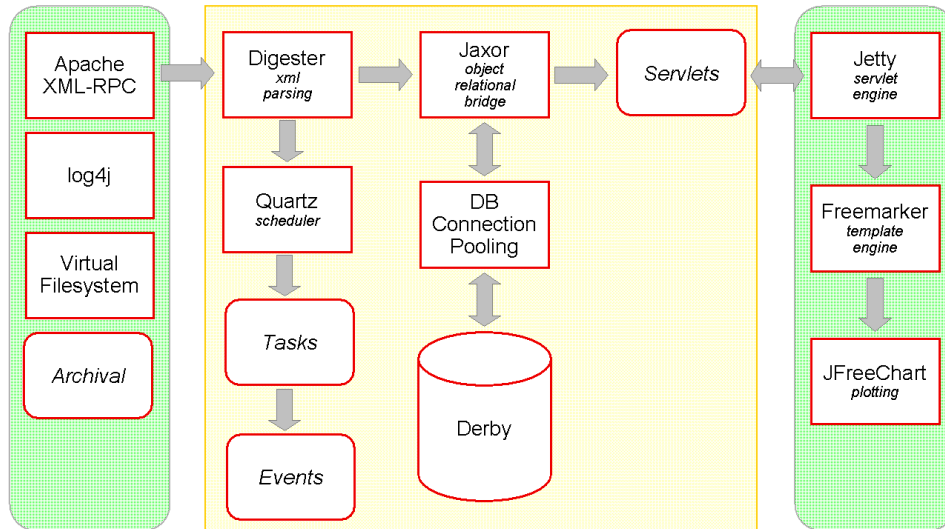 Apache
XML-RPC
log4j
Virtual
Filesystem
Archival
Digester
xml
parsing
Quartz
scheduler
Tasks
Events
Jaxor
object
relational
bridge
DB
Connection
Pooling
Derby
Servlets
Jetty
servlet
engine
Freemarker
template
engine
JFreeChart
plotting